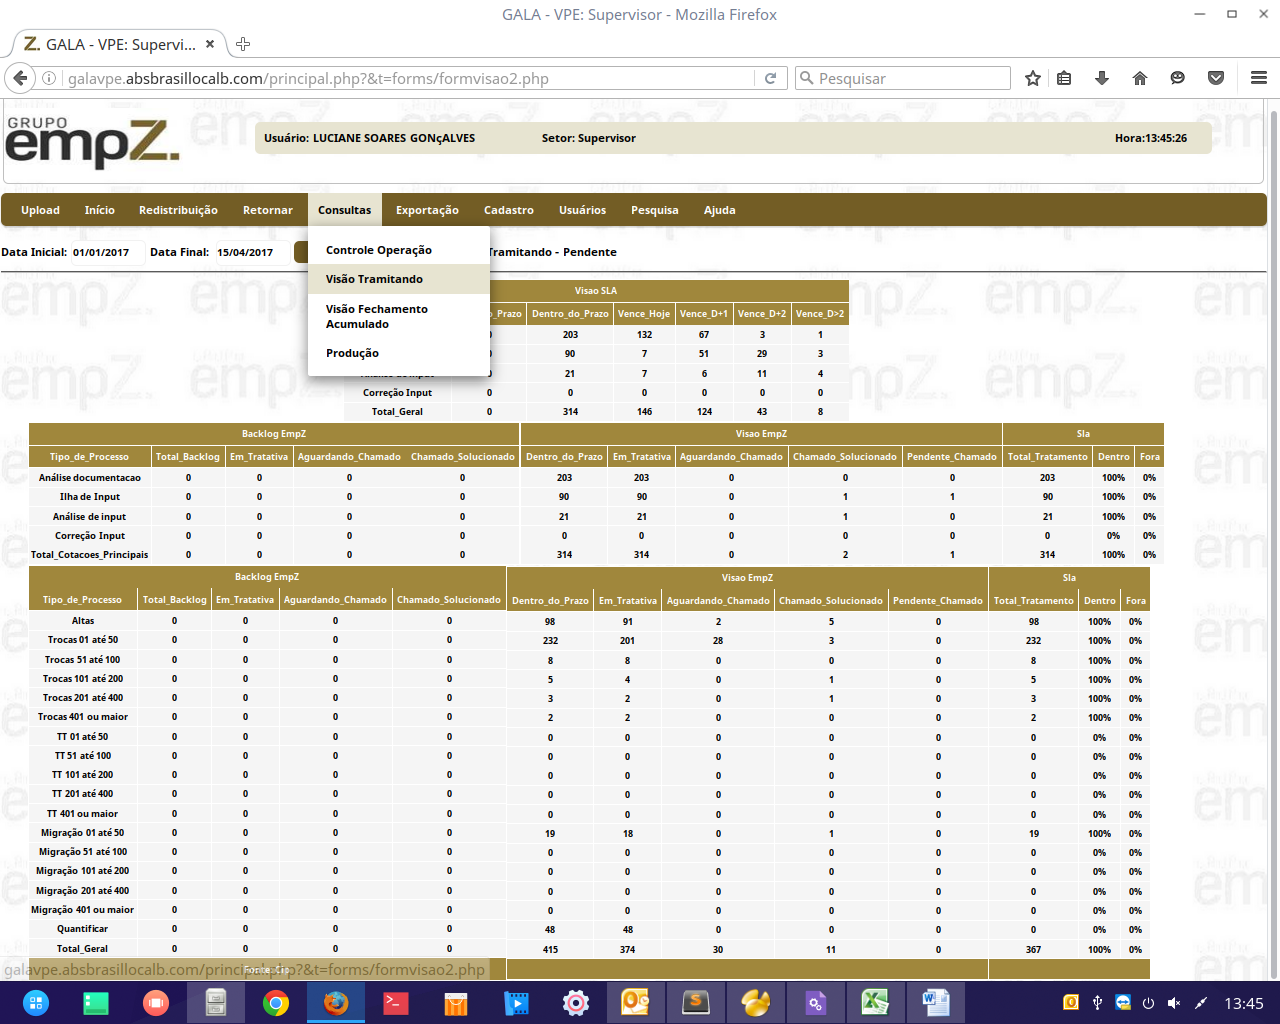 GALA - VPE: Supervisor - Mozilla Firefox
Z. GALA - VPE: Supervi...
galavpe.absbrasillocalb.com/principal.php?&t=forms/formvisao2.php
Pesquisar
GRUPO
empZ.
Usuário: LUCIANE SOARES GONçALVES Setor: Supervisor Hora:13:45:26
Upload Início Redistribuição Retornar Consultas Exportação Cadastro Usuários Pesquisa Ajuda
Data Inicial: 01/01/2017 Data Final: 15/04/2017 Tramitando - Pendente
Controle Operação
Visão Tramitando
Visão Fechamento
Acumulado
Produção
Visao SLA
Dentro_do_Prazo Vence_Hoje Vence_D+1 Vence_D+2 Vence_D>2
203 132 67 3 1
90 7 51 29 3
21 7 6 11 4
Correção Input 0 0 0 0 0 0
Total_Geral 0 314 146 124 43 8
Backlog EmpZ Visao EmpZ Sla
Tipo_de_Processo Total_Backlog Em_Tratativa Aguardando_Chamado Chamado_Solucionado Dentro_do_Prazo Em_Tratativa Aguardando_Chamado Chamado_Solucionado Pendente_Chamado Total_Tratamento Dentro Fora
Análise documentacao 0 0 0 0 203 203 0 0 0 203 100% 0%
Ilha de Input 0 0 0 0 90 90 0 1 1 90 100% 0%
Análise de input 0 0 0 0 21 21 0 1 0 21 100% 0%
Correção Input 0 0 0 0 0 0 0 0 0 0 0% 0%
Total_Cotacoes_Principais 0 0 0 0 314 314 0 2 1 314 100% 0%
Backlog EmpZ Visao EmpZ Sla
Tipo_de_Processo Total_Backlog Em_Tratativa Aguardando_Chamado Chamado_Solucionado Dentro_do_Prazo Em_Tratativa Aguardando_Chamado Chamado_Solucionado Pendente_Chamado Total_Tratamento Dentro Fora
Altas 0 0 0 0 98 91 2 5 0 98 100% 0%
Trocas 01 até 50 0 0 0 0 232 201 28 3 0 232 100% 0%
Trocas 51 até 100 0 0 0 0 8 8 0 0 0 8 100% 0%
Trocas 101 até 200 0 0 0 0 5 4 0 1 0 5 100% 0%
Trocas 201 até 400 0 0 0 0 3 2 0 1 0 3 100% 0%
Trocas 401 ou maior 0 0 0 0 2 2 0 0 0 2 100% 0%
TT 01 até 50 0 0 0 0 0 0 0 0 0 0 0% 0%
TT 51 até 100 0 0 0 0 0 0 0 0 0 0 0% 0%
TT 101 até 200 0 0 0 0 0 0 0 0 0 0 0% 0%
TT 201 até 400 0 0 0 0 0 0 0 0 0 0 0% 0%
TT 401 ou maior 0 0 0 0 0 0 0 0 0 0 0% 0%
Migração 01 até 50 0 0 0 0 19 18 0 1 0 19 100% 0%
Migração 51 até 100 0 0 0 0 0 0 0 0 0 0 0% 0%
Migração 101 até 200 0 0 0 0 0 0 0 0 0 0 0% 0%
Migração 201 até 400 0 0 0 0 0 0 0 0 0 0 0% 0%
Migração 401 ou maior 0 0 0 0 0 0 0 0 0 0 0% 0%
Quantificar 0 0 0 0 48 48 0 0 0 0 0% 0%
Total_Geral 0 0 0 0 415 374 30 11 0 367 100% 0%
galavpe.absbrasillocalb.com/principal.php?&t=forms/formvisao2.php
13:45